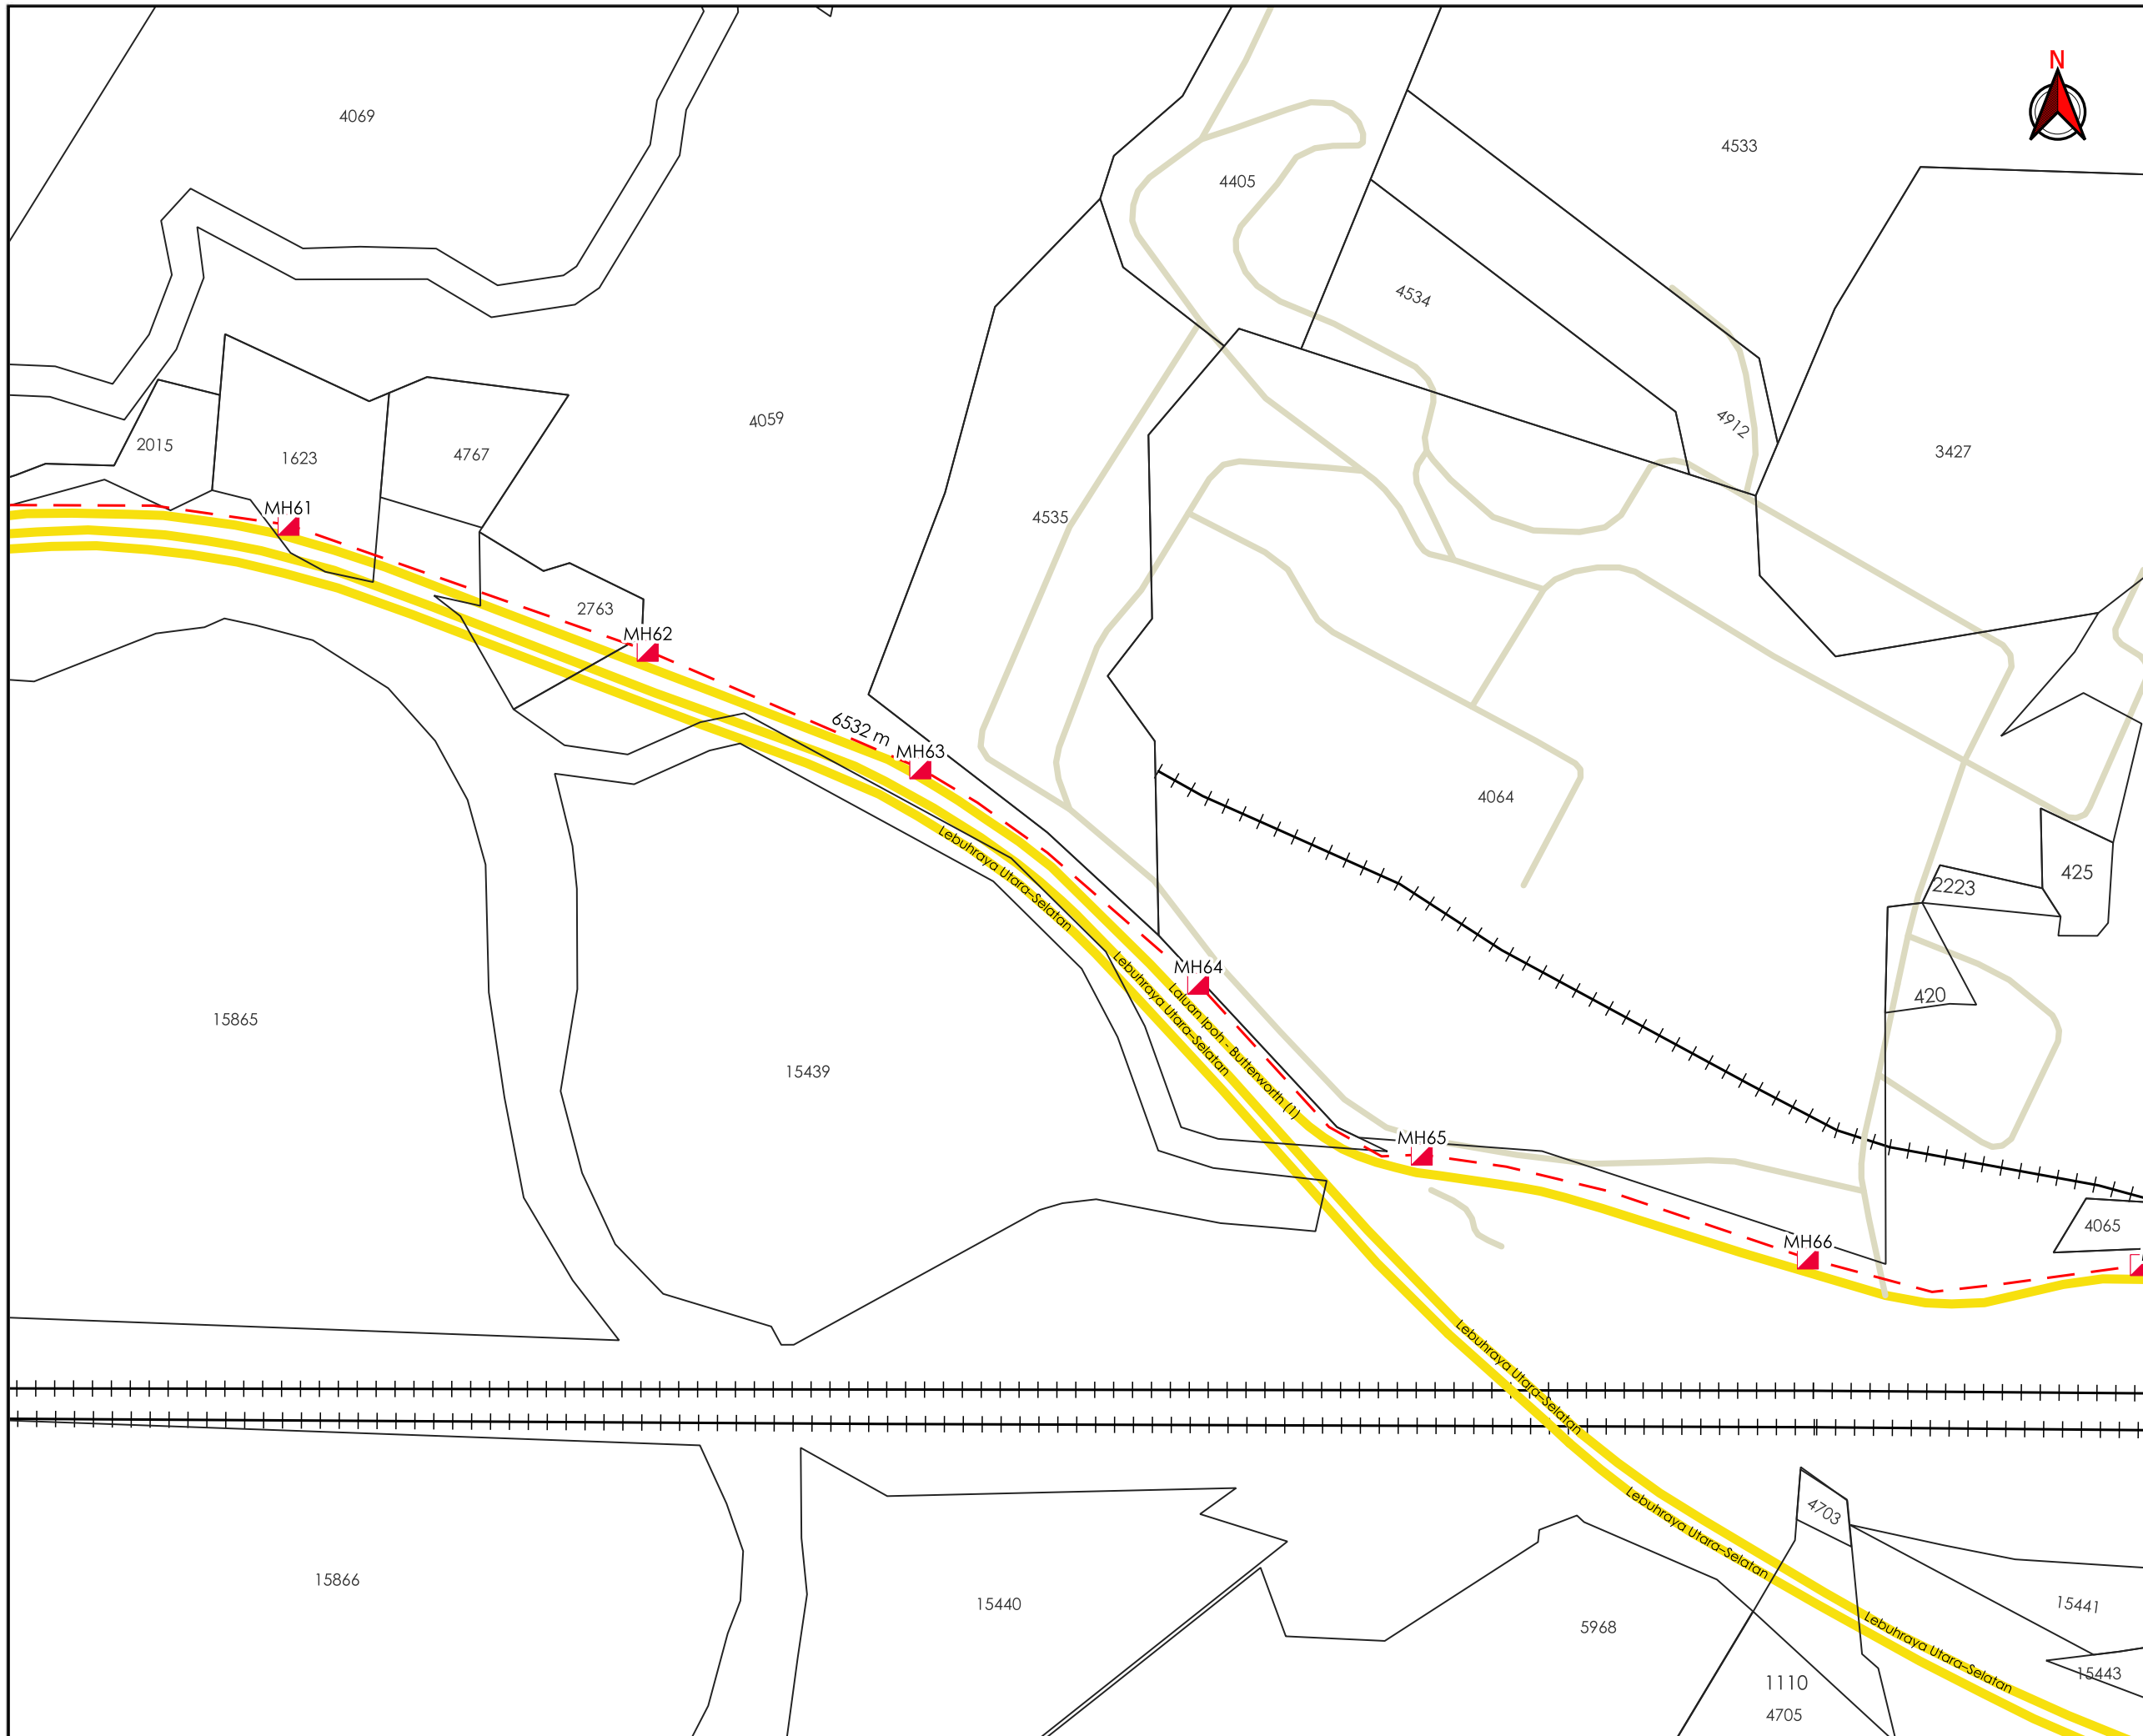 N
4069
4533
4405
4534
4912
4059
3427
2015
1623
4767
MH61
4535
2763
MH62
6532 m
MH63
4064
Lebuhraya Utara–Selatan
425
2223
MH64
Lebuhraya Utara–Selatan
Laluan Ipoh - Butterworth (1)
420
15865
15439
MH65
MH66
4065
Lebuhraya Utara–Selatan
Lebuhraya Utara–Selatan
4703
15866
15440
5968
15441
Lebuhraya Utara–Selatan
15443
1110
4705